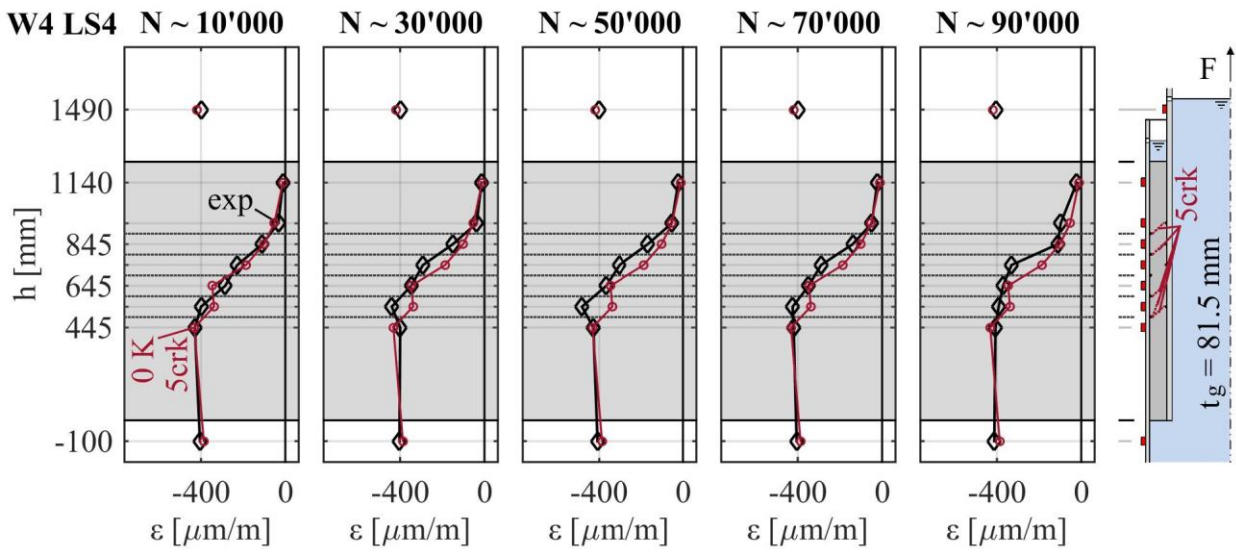 W4 LS4 N ~ 10'000 N ~ 30'000 N ~ 50'000 N ~ 70'000 N ~ 90'000
F
1490
1140
exp
5crk
845
h [mm]
645
445
0 K
5crk
t_g = 81.5 mm
-100
-400 0 -400 0 -400 0 -400 0 -400 0
ε [μm/m] ε [μm/m] ε [μm/m] ε [μm/m] ε [μm/m]